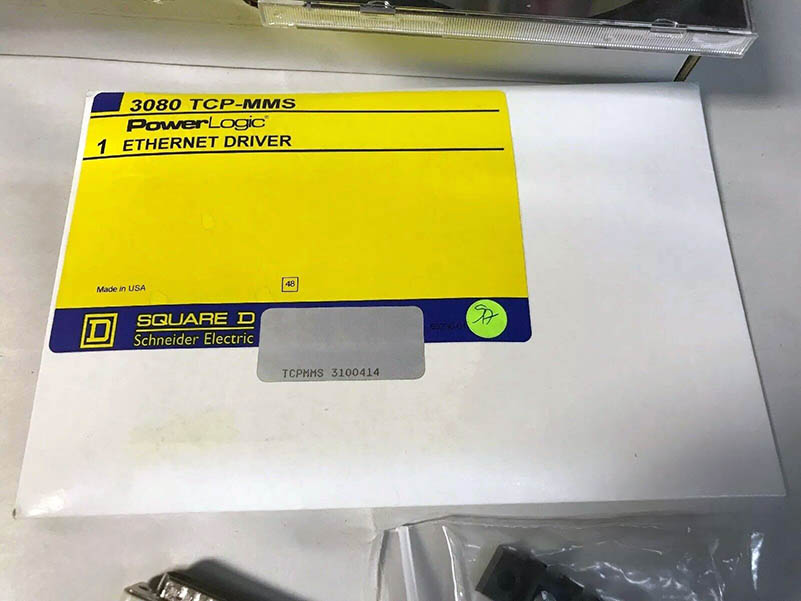 3080 TCP-MMS
PowerLogic®
1 ETHERNET DRIVER
Made in USA
48
D SQUARE D
Schneider Electric
TCPMMS 3100414